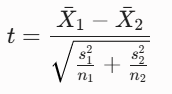 t = \frac{\bar{X}_1 - \bar{X}_2}{\sqrt{\frac{s_1^2}{n_1} + \frac{s_2^2}{n_2}}}